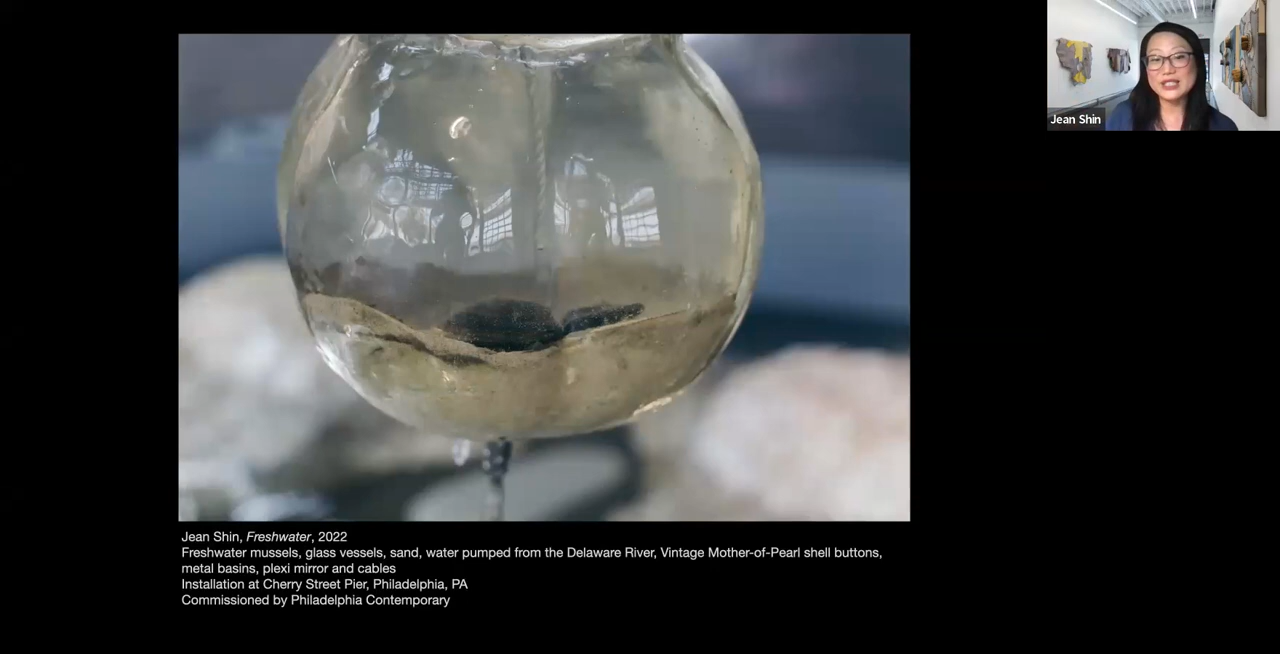 Jean Shin
Jean Shin, Freshwater, 2022
Freshwater mussels, glass vessels, sand, water pumped from the Delaware River, Vintage Mother-of-Pearl shell buttons,
metal basins, plexi mirror and cables
Installation at Cherry Street Pier, Philadelphia, PA
Commissioned by Philadelphia Contemporary